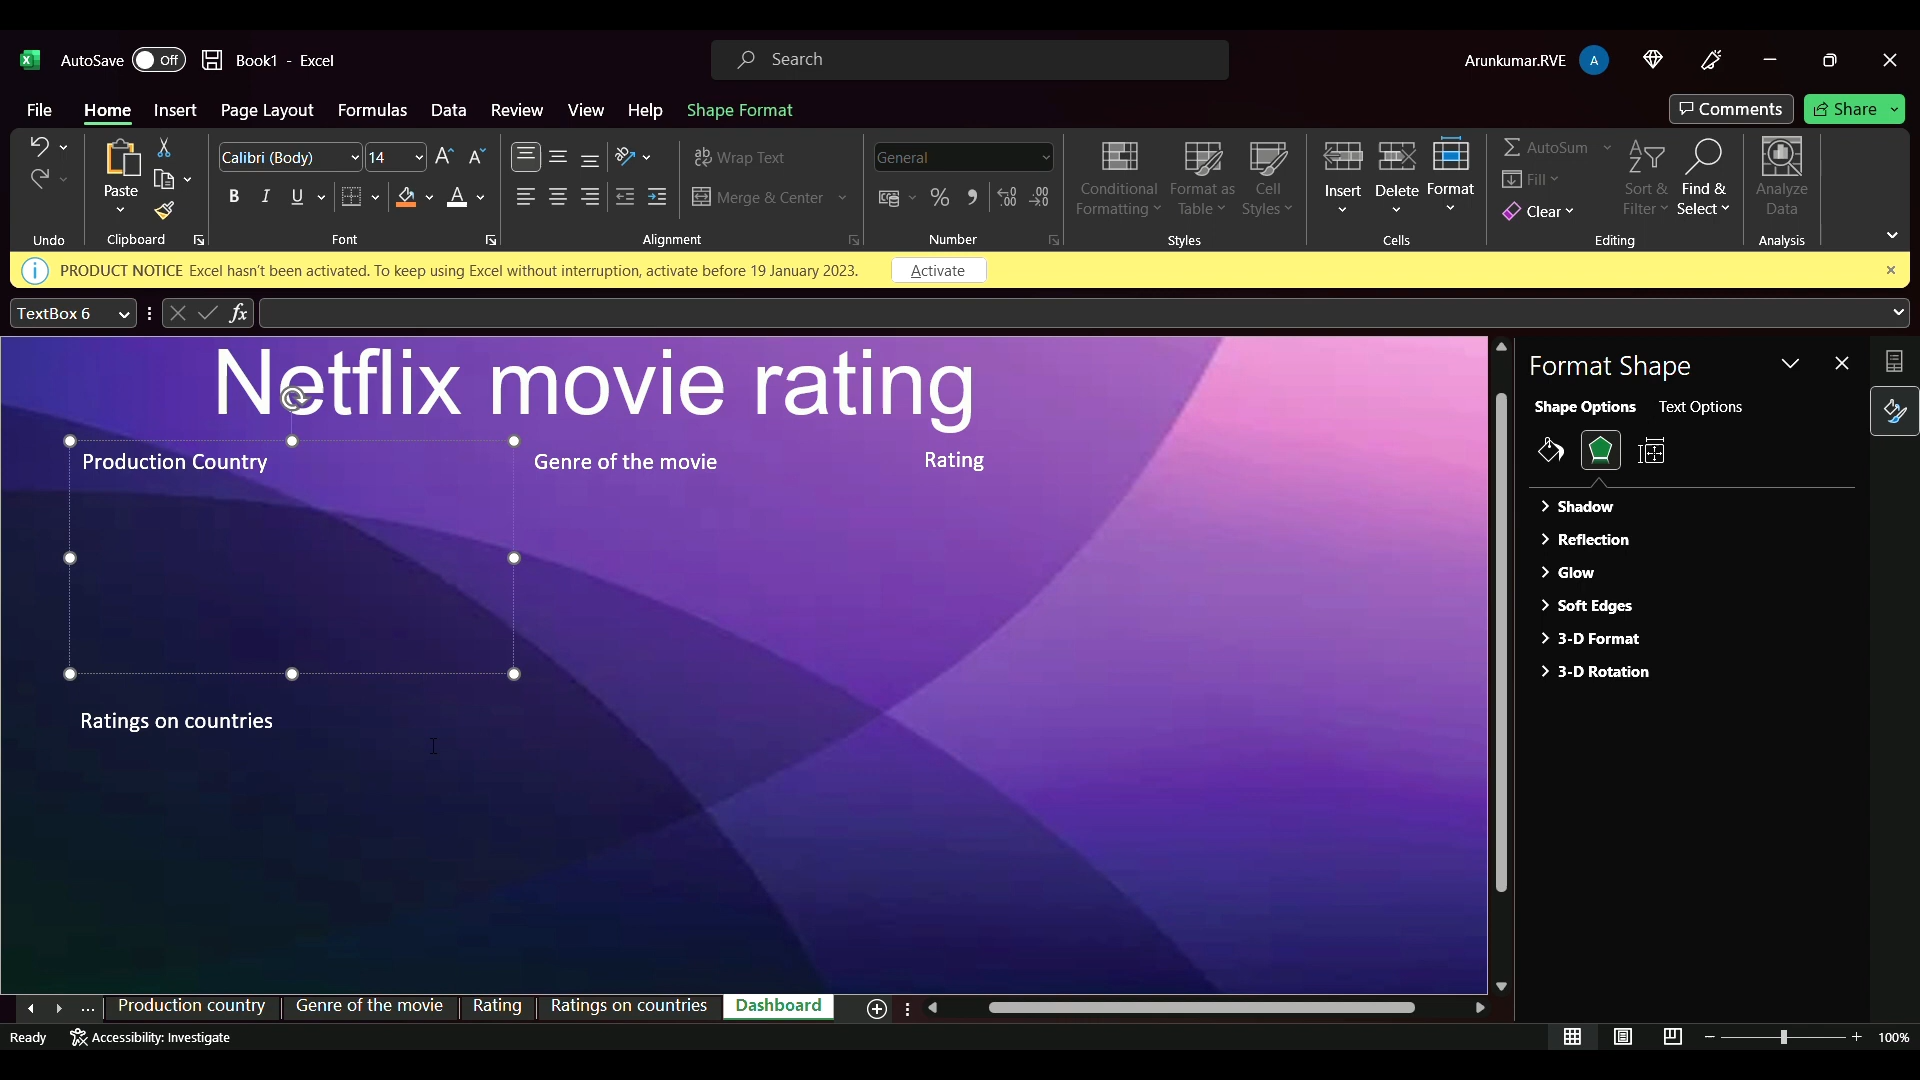 AutoSave Off Book1 - Excel Search Arunkumar.RVE A
File Home Insert Page Layout Formulas Data Review View Help Shape Format Comments Share
Calibri (Body) 14 Wrap Text General AutoSum
Paste Conditional Formatting Format as Table Cell Styles Insert Delete Format Fill Sort & Filter Find & Select Analyze Data
B I U A Merge & Center % Clear
Undo Clipboard Font Alignment Number Styles Cells Editing Analysis
PRODUCT NOTICE Excel hasn't been activated. To keep using Excel without interruption, activate before 19 January 2023. Activate
TextBox 6 fx
Netflix movie rating
Production Country Genre of the movie Rating
Ratings on countries
Format Shape
Shape Options Text Options
Shadow
Reflection
Glow
Soft Edges
3-D Format
3-D Rotation
... Production country Genre of the movie Rating Ratings on countries Dashboard
Ready Accessibility: Investigate 100%